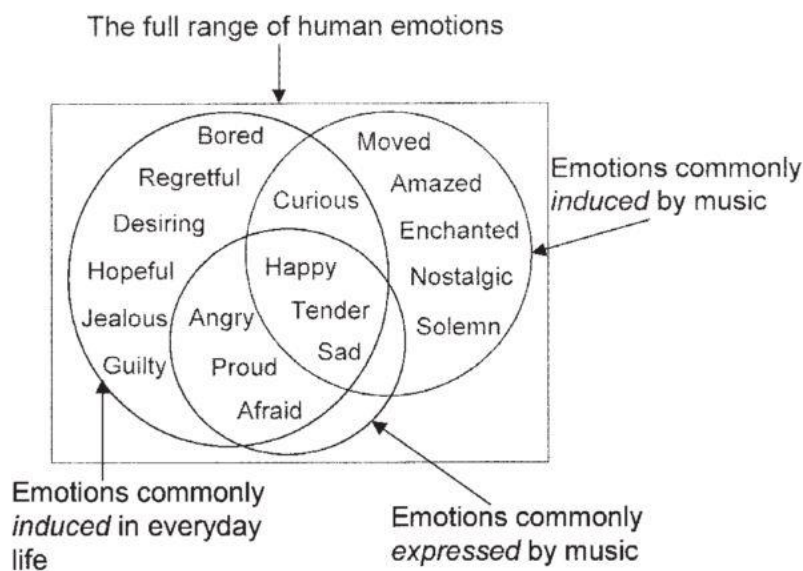 The full range of human emotions
Bored
Moved
Regretful
Amazed
Curious
Desiring
Enchanted
Hopeful
Happy
Nostalgic
Jealous
Angry
Tender
Solemn
Guilty
Proud
Sad
Afraid
Emotions commonly
induced by music
Emotions commonly
induced in everyday
life
Emotions commonly
expressed by music